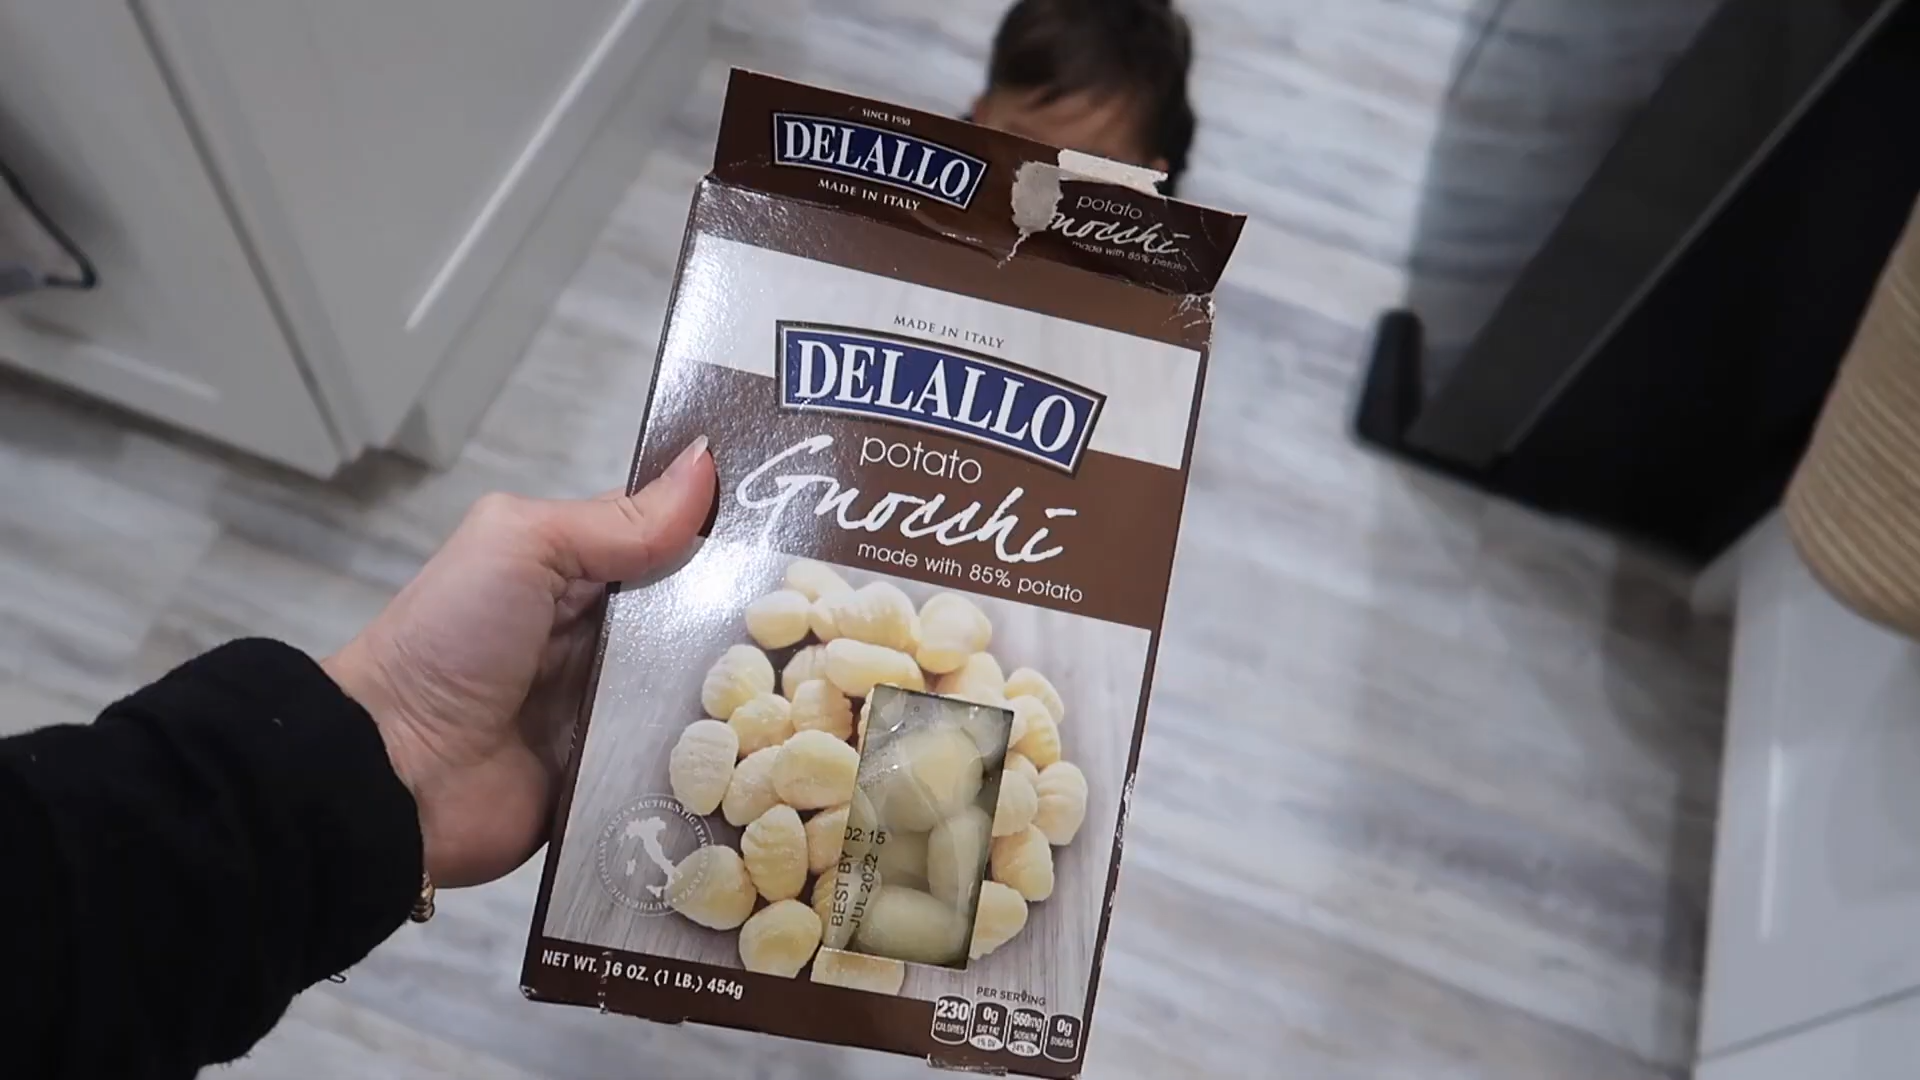 SINCE 1950
DELALLO
MADE IN ITALY
potato
Gnocchi
made with 85% potato
MADE IN ITALY
DELALLO
potato
Gnocchi
made with 85% potato
02:15
BEST BY
JUL 2022
NET WT. 16 OZ. (1 LB.) 454g
PER SERVING
230
CALORIES
0g
SAT FAT
560mg
SODIUM
24% DV
0g
SUGARS